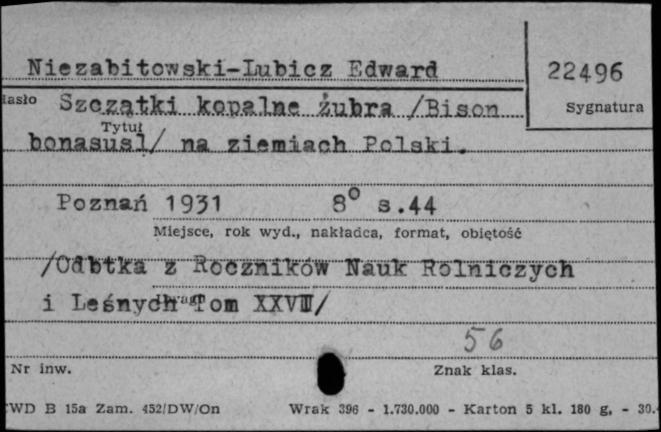 Niezabitowski-Lubicz Edward
22496
Hasło Szczątki kopalne żubra /Bison
Sygnatura
Tytuł
bonasusl/ na ziemiach Polski.
Poznań 1931 8° s.44
Miejsce, rok wyd., nakładca, format, objętość
/Odbtka z Roczników Nauk Rolniczych
i Leśnych Tom XXVII/
56
Nr inw.
Znak klas.
CWD B 15a Zam. 452/DW/On Wrak 396 - 1.730.000 - Karton 5 kl. 180 g, - 30.